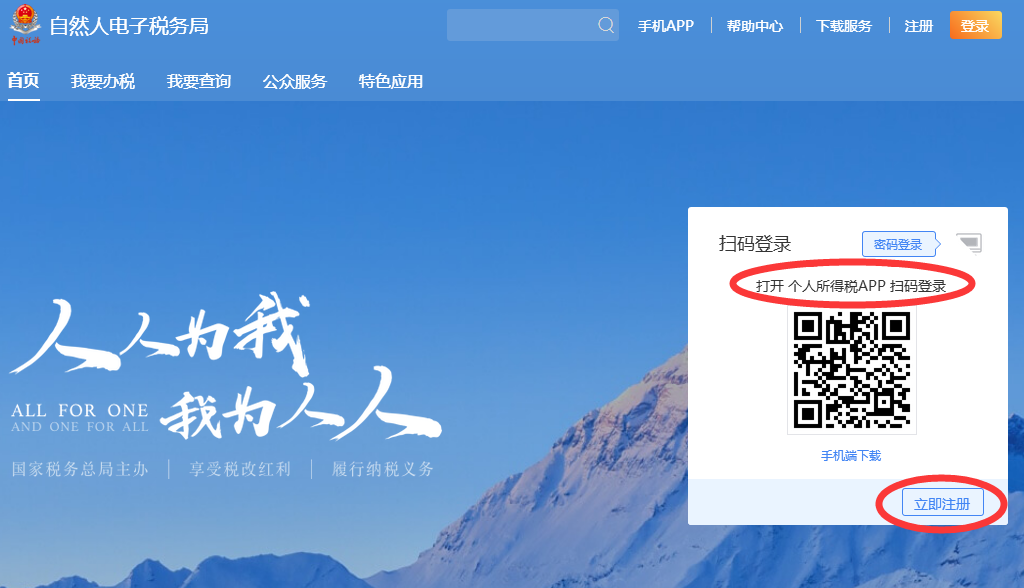 自然人电子税务局
手机APP 帮助中心 下载服务 注册 登录
首页 我要办税 我要查询 公众服务 特色应用
扫码登录 密码登录
打开 个人所得税APP 扫码登录
手机端下载
立即注册
人人为我
我为人人
ALL FOR ONE
AND ONE FOR ALL
国家税务总局主办 享受税改红利 履行纳税义务